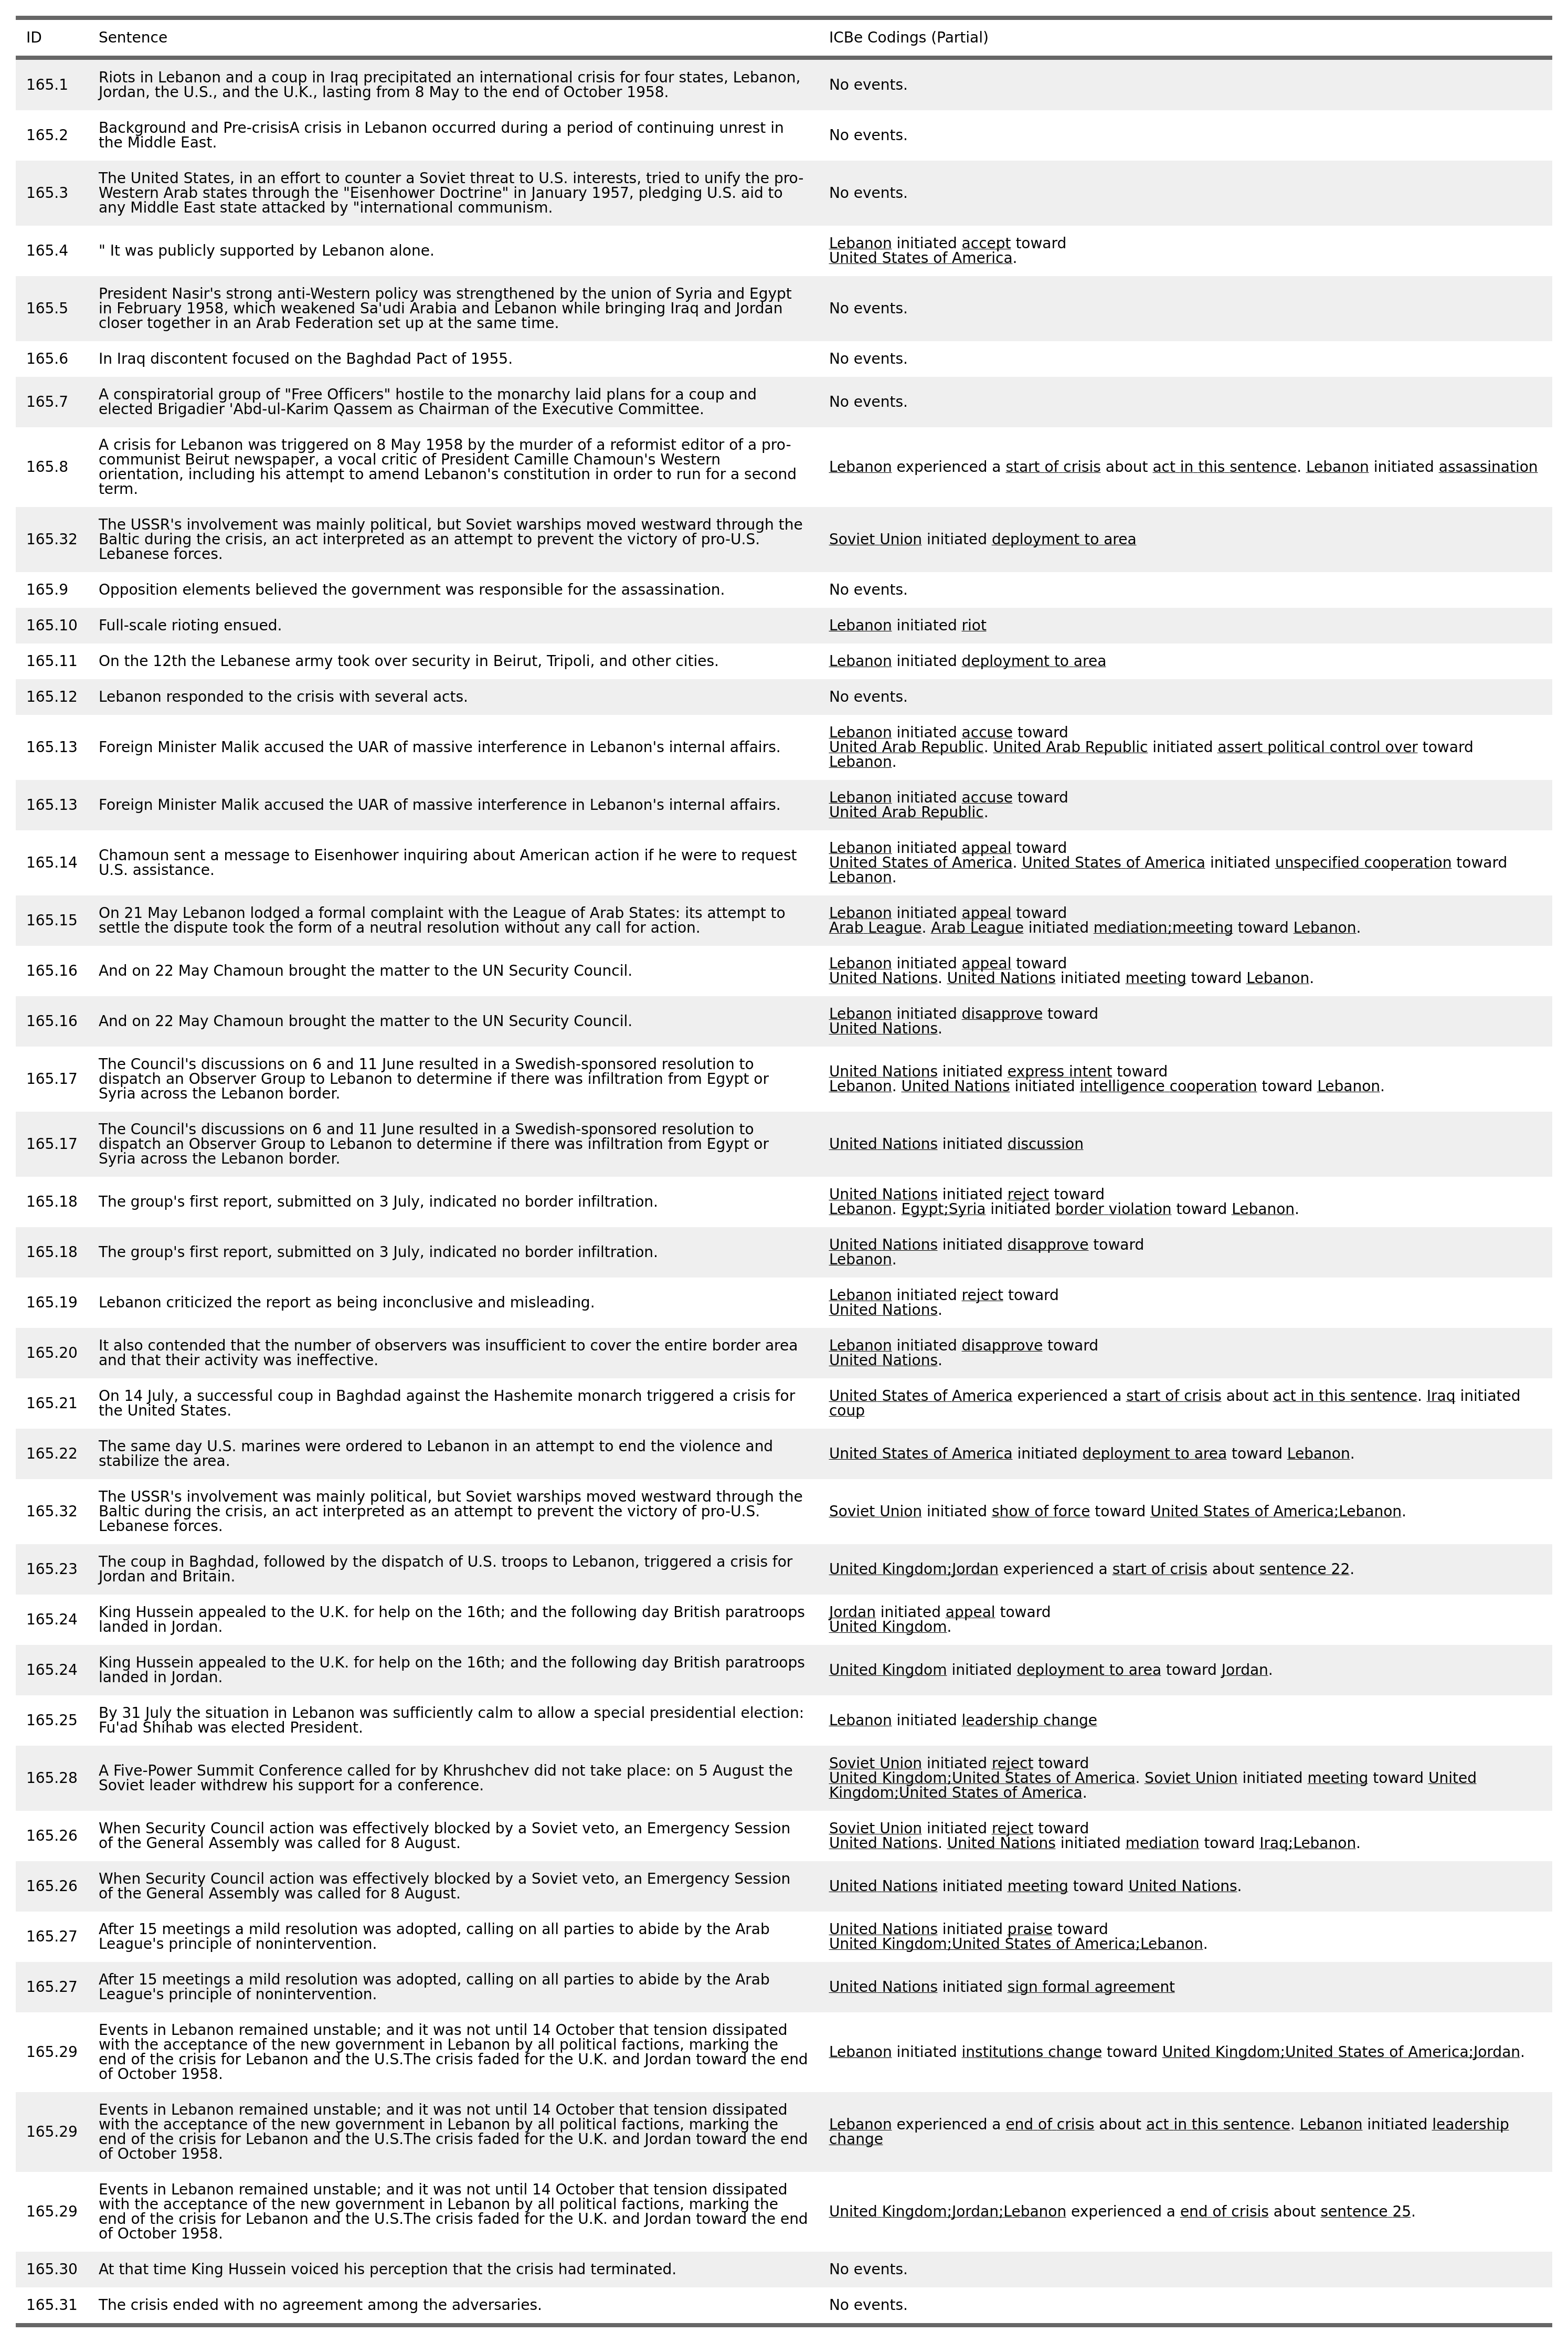 ID Sentence ICBe Codings (Partial)
165.1 Riots in Lebanon and a coup in Iraq precipitated an international crisis for four states, Lebanon,
Jordan, the U.S., and the U.K., lasting from 8 May to the end of October 1958.
No events.
165.2 Background and Pre-crisisA crisis in Lebanon occurred during a period of continuing unrest in
the Middle East.
No events.
165.3 The United States, in an effort to counter a Soviet threat to U.S. interests, tried to unify the pro-
Western Arab states through the "Eisenhower Doctrine" in January 1957, pledging U.S. aid to
any Middle East state attacked by "international communism.
No events.
165.4 " It was publicly supported by Lebanon alone.
Lebanon initiated accept toward
United States of America.
165.5 President Nasir's strong anti-Western policy was strengthened by the union of Syria and Egypt
in February 1958, which weakened Sa'udi Arabia and Lebanon while bringing Iraq and Jordan
closer together in an Arab Federation set up at the same time.
No events.
165.6 In Iraq discontent focused on the Baghdad Pact of 1955.
No events.
165.7 A conspiratorial group of "Free Officers" hostile to the monarchy laid plans for a coup and
elected Brigadier 'Abd-ul-Karim Qassem as Chairman of the Executive Committee.
No events.
165.8 A crisis for Lebanon was triggered on 8 May 1958 by the murder of a reformist editor of a pro-
communist Beirut newspaper, a vocal critic of President Camille Chamoun's Western
orientation, including his attempt to amend Lebanon's constitution in order to run for a second
term.
Lebanon experienced a start of crisis about act in this sentence. Lebanon initiated assassination
165.32 The USSR's involvement was mainly political, but Soviet warships moved westward through the
Baltic during the crisis, an act interpreted as an attempt to prevent the victory of pro-U.S.
Lebanese forces.
Soviet Union initiated deployment to area
165.9 Opposition elements believed the government was responsible for the assassination.
No events.
165.10 Full-scale rioting ensued.
Lebanon initiated riot
165.11 On the 12th the Lebanese army took over security in Beirut, Tripoli, and other cities.
Lebanon initiated deployment to area
165.12 Lebanon responded to the crisis with several acts.
No events.
165.13 Foreign Minister Malik accused the UAR of massive interference in Lebanon's internal affairs.
Lebanon initiated accuse toward
United Arab Republic. United Arab Republic initiated assert political control over toward
Lebanon.
165.13 Foreign Minister Malik accused the UAR of massive interference in Lebanon's internal affairs.
Lebanon initiated accuse toward
United Arab Republic.
165.14 Chamoun sent a message to Eisenhower inquiring about American action if he were to request
U.S. assistance.
Lebanon initiated appeal toward
United States of America. United States of America initiated unspecified cooperation toward
Lebanon.
165.15 On 21 May Lebanon lodged a formal complaint with the League of Arab States: its attempt to
settle the dispute took the form of a neutral resolution without any call for action.
Lebanon initiated appeal toward
Arab League. Arab League initiated mediation;meeting toward Lebanon.
165.16 And on 22 May Chamoun brought the matter to the UN Security Council.
Lebanon initiated appeal toward
United Nations. United Nations initiated meeting toward Lebanon.
165.16 And on 22 May Chamoun brought the matter to the UN Security Council.
Lebanon initiated disapprove toward
United Nations.
165.17 The Council's discussions on 6 and 11 June resulted in a Swedish-sponsored resolution to
dispatch an Observer Group to Lebanon to determine if there was infiltration from Egypt or
Syria across the Lebanon border.
United Nations initiated express intent toward
Lebanon. United Nations initiated intelligence cooperation toward Lebanon.
165.17 The Council's discussions on 6 and 11 June resulted in a Swedish-sponsored resolution to
dispatch an Observer Group to Lebanon to determine if there was infiltration from Egypt or
Syria across the Lebanon border.
United Nations initiated discussion
165.18 The group's first report, submitted on 3 July, indicated no border infiltration.
United Nations initiated reject toward
Lebanon. Egypt;Syria initiated border violation toward Lebanon.
165.18 The group's first report, submitted on 3 July, indicated no border infiltration.
United Nations initiated disapprove toward
Lebanon.
165.19 Lebanon criticized the report as being inconclusive and misleading.
Lebanon initiated reject toward
United Nations.
165.20 It also contended that the number of observers was insufficient to cover the entire border area
and that their activity was ineffective.
Lebanon initiated disapprove toward
United Nations.
165.21 On 14 July, a successful coup in Baghdad against the Hashemite monarch triggered a crisis for
the United States.
United States of America experienced a start of crisis about act in this sentence. Iraq initiated
coup
165.22 The same day U.S. marines were ordered to Lebanon in an attempt to end the violence and
stabilize the area.
United States of America initiated deployment to area toward Lebanon.
165.32 The USSR's involvement was mainly political, but Soviet warships moved westward through the
Baltic during the crisis, an act interpreted as an attempt to prevent the victory of pro-U.S.
Lebanese forces.
Soviet Union initiated show of force toward United States of America;Lebanon.
165.23 The coup in Baghdad, followed by the dispatch of U.S. troops to Lebanon, triggered a crisis for
Jordan and Britain.
United Kingdom;Jordan experienced a start of crisis about sentence 22.
165.24 King Hussein appealed to the U.K. for help on the 16th; and the following day British paratroops
landed in Jordan.
Jordan initiated appeal toward
United Kingdom.
165.24 King Hussein appealed to the U.K. for help on the 16th; and the following day British paratroops
landed in Jordan.
United Kingdom initiated deployment to area toward Jordan.
165.25 By 31 July the situation in Lebanon was sufficiently calm to allow a special presidential election:
Fu'ad Shihab was elected President.
Lebanon initiated leadership change
165.28 A Five-Power Summit Conference called for by Khrushchev did not take place: on 5 August the
Soviet leader withdrew his support for a conference.
Soviet Union initiated reject toward
United Kingdom;United States of America. Soviet Union initiated meeting toward United
Kingdom;United States of America.
165.26 When Security Council action was effectively blocked by a Soviet veto, an Emergency Session
of the General Assembly was called for 8 August.
Soviet Union initiated reject toward
United Nations. United Nations initiated mediation toward Iraq;Lebanon.
165.26 When Security Council action was effectively blocked by a Soviet veto, an Emergency Session
of the General Assembly was called for 8 August.
United Nations initiated meeting toward United Nations.
165.27 After 15 meetings a mild resolution was adopted, calling on all parties to abide by the Arab
League's principle of nonintervention.
United Nations initiated praise toward
United Kingdom;United States of America;Lebanon.
165.27 After 15 meetings a mild resolution was adopted, calling on all parties to abide by the Arab
League's principle of nonintervention.
United Nations initiated sign formal agreement
165.29 Events in Lebanon remained unstable; and it was not until 14 October that tension dissipated
with the acceptance of the new government in Lebanon by all political factions, marking the
end of the crisis for Lebanon and the U.S.The crisis faded for the U.K. and Jordan toward the end
of October 1958.
Lebanon initiated institutions change toward United Kingdom;United States of America;Jordan.
165.29 Events in Lebanon remained unstable; and it was not until 14 October that tension dissipated
with the acceptance of the new government in Lebanon by all political factions, marking the
end of the crisis for Lebanon and the U.S.The crisis faded for the U.K. and Jordan toward the end
of October 1958.
Lebanon experienced a end of crisis about act in this sentence. Lebanon initiated leadership
change
165.29 Events in Lebanon remained unstable; and it was not until 14 October that tension dissipated
with the acceptance of the new government in Lebanon by all political factions, marking the
end of the crisis for Lebanon and the U.S.The crisis faded for the U.K. and Jordan toward the end
of October 1958.
United Kingdom;Jordan;Lebanon experienced a end of crisis about sentence 25.
165.30 At that time King Hussein voiced his perception that the crisis had terminated.
No events.
165.31 The crisis ended with no agreement among the adversaries.
No events.